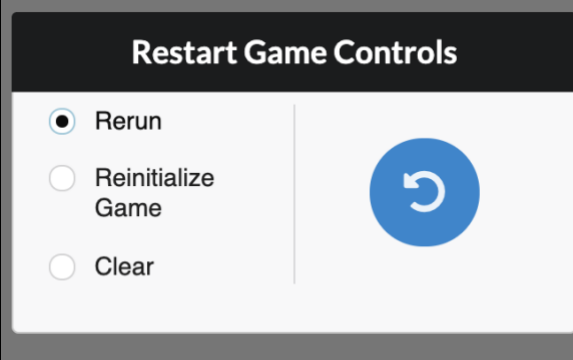 Restart Game Controls
Rerun
Reinitialize
Game
Clear